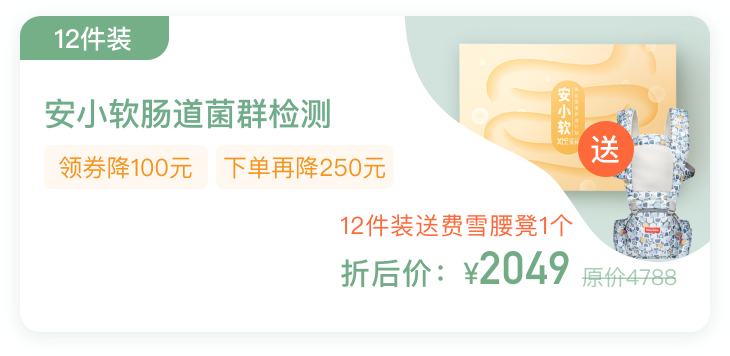 12件装
安小软肠道菌群检测
领券降100元
下单再降250元
安小软
送
12件装送费雪腰凳1个
折后价：¥2049 原价4788